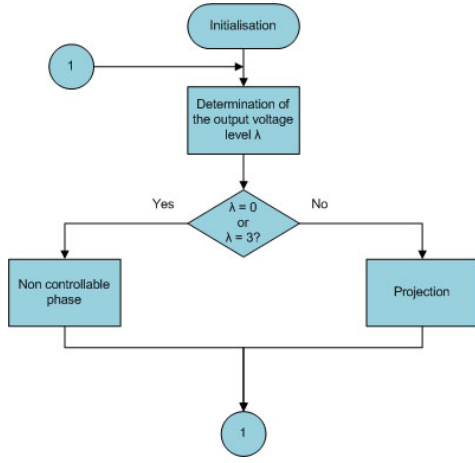 Initialisation
1
Determination of
the output voltage
level λ
Yes
λ = 0
or
λ = 3?
No
Non controllable
phase
Projection
1